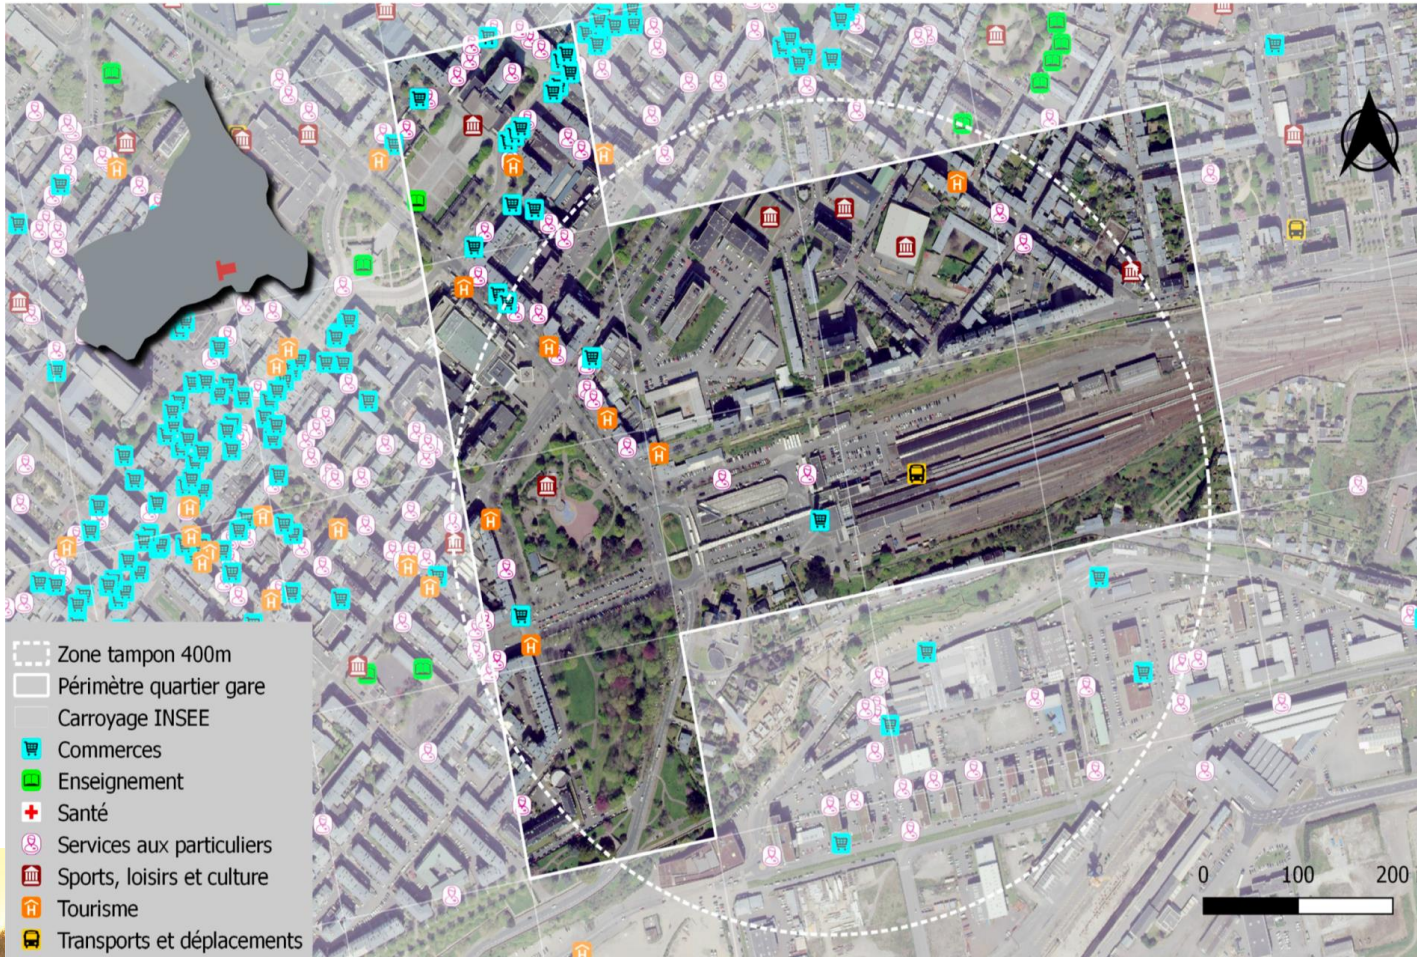 Zone tampon 400m
Périmètre quartier gare
Carroyage INSEE
Commerces
Enseignement
Santé
Services aux particuliers
Sports, loisirs et culture
Tourisme
Transports et déplacements
0 100 200